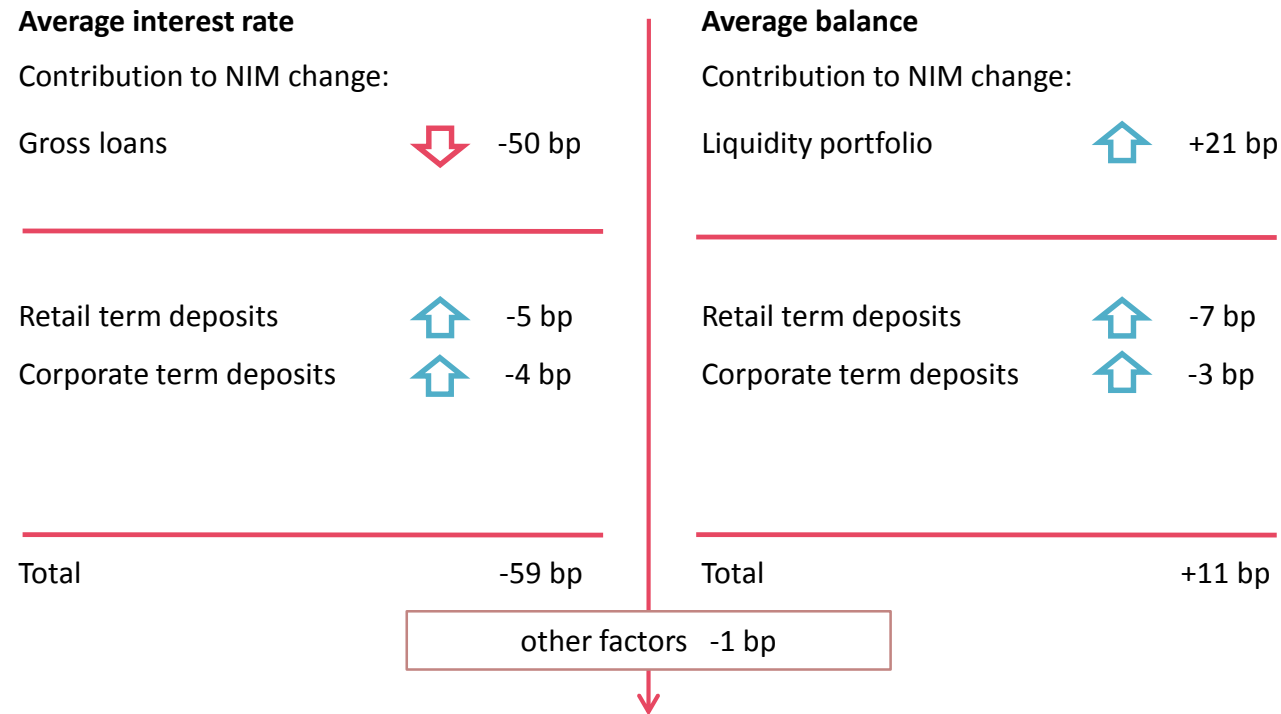 Average interest rate
Contribution to NIM change:
Gross loans -50 bp
Retail term deposits -5 bp
Corporate term deposits -4 bp
Total -59 bp
Average balance
Contribution to NIM change:
Liquidity portfolio +21 bp
Retail term deposits -7 bp
Corporate term deposits -3 bp
Total +11 bp
other factors -1 bp